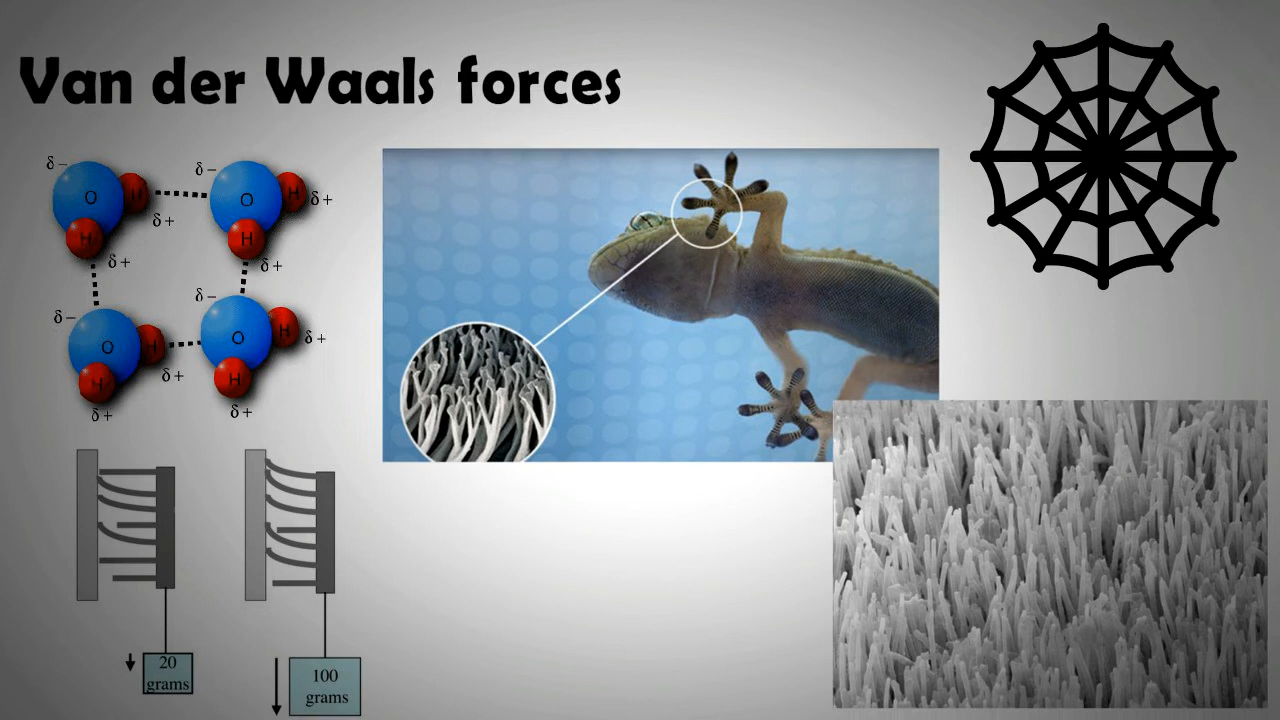 Van der Waals forces
δ –
O
H
H
δ +
δ +
δ –
O
H
δ +
H
δ +
δ –
O
H
δ +
H
δ +
δ –
O
H
δ +
H
δ +
20
grams
100
grams